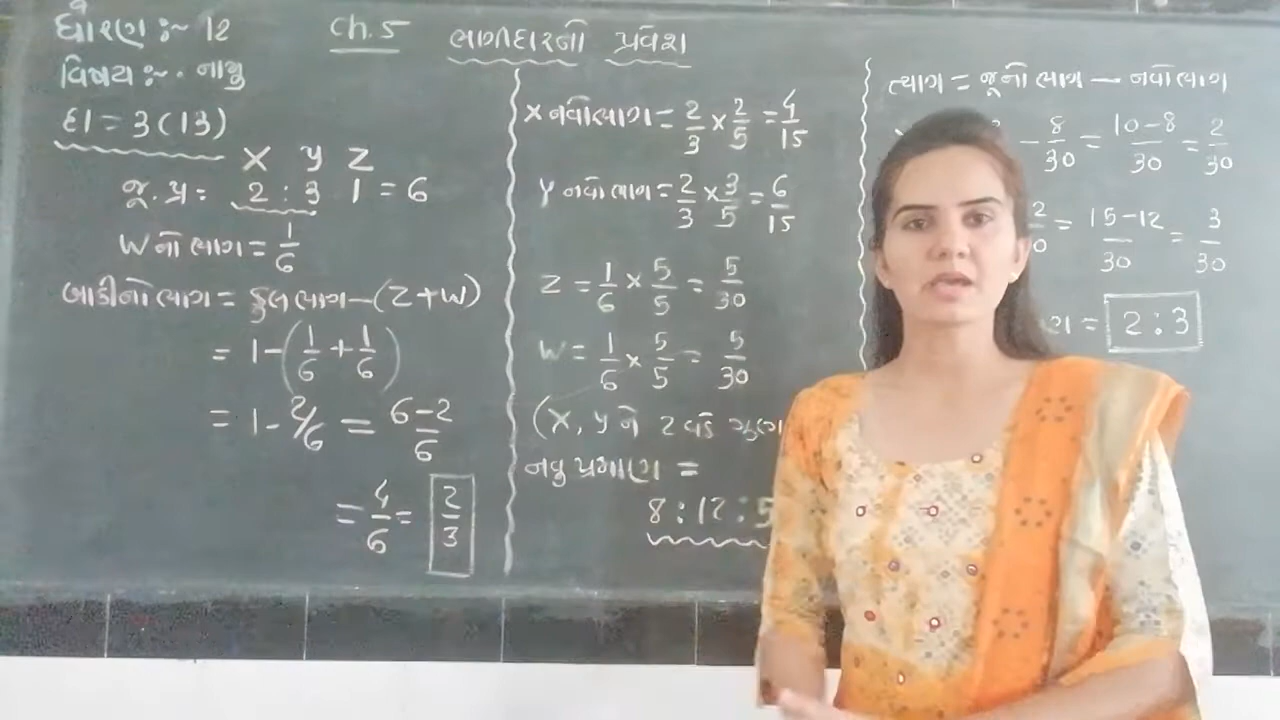 ધોરણ :~ 12
વિષય :~. નામુ
દા = 3(13)
Ch.5 ભાગીદારનો પ્રવેશ
X Y Z
જૂ.પ્ર: 2 : 3 1 = 6
W નો ભાગ = 1/6
બાકીનો ભાગ = કુલ ભાગ – (Z + W)
= 1 - (1/6 + 1/6)
= 1 - 2/6 = 6-2/6
= 4/6 = 2/3
X નવો ભાગ = 2/3 × 2/5 = 4/15
Y નવો ભાગ = 2/3 × 3/5 = 6/15
Z = 1/6 × 5/5 = 5/30
W = 1/6 × 5/5 = 5/30
(X, Y ને 2 વડે
નવુ પ્રમાણ =
8 : 12 : 5
ત્યાગ = જૂનો ભાગ — નવો ભાગ
- 8/30 = 10-8/30 = 2/30
= 15-12/30 = 3/30
= 2 : 3